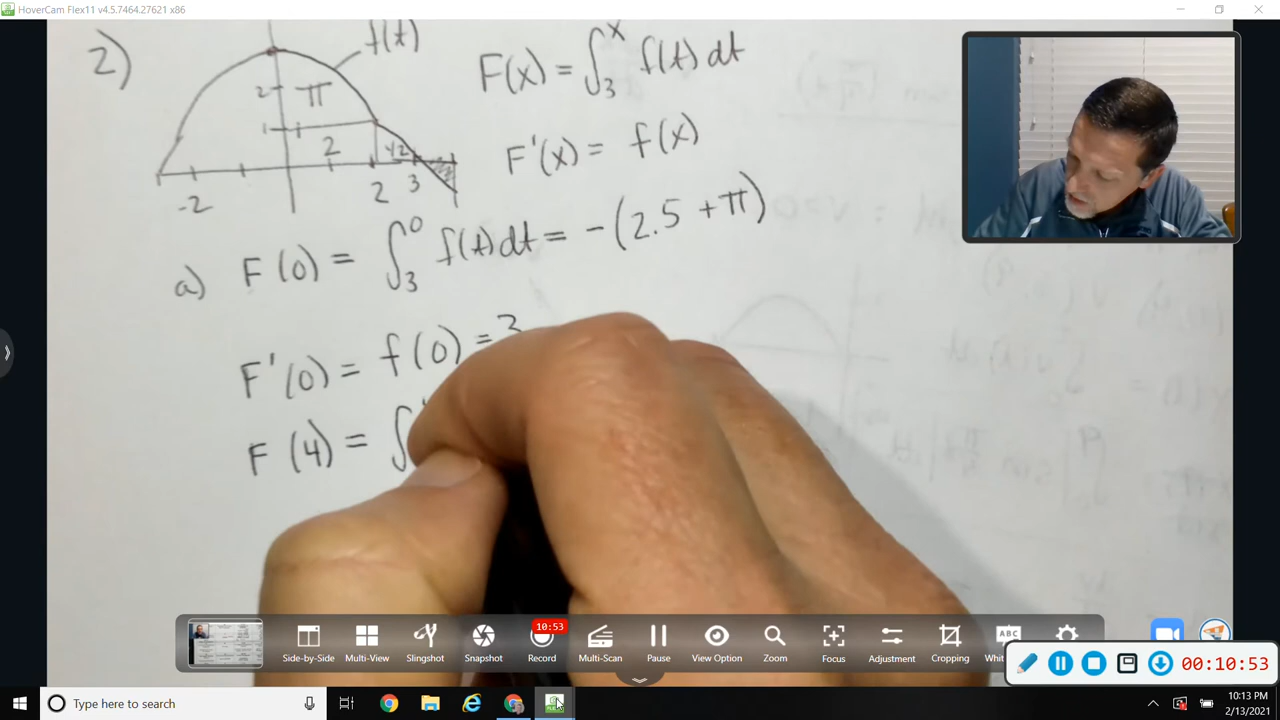 HoverCam Flex11
v4.5.7464.27621 x86
2)
f(t)
F(x) = ∫₃ˣ f(t) dt
2
π
1
2
F'(x) = f(x)
-2
2
3
a) F(0) = ∫₃⁰ f(t)dt = -(2.5 + π)
F'(0) = f(0) = 3
F(4) = ∫
Side-by-Side
Multi-View
Slingshot
Snapshot
10:53
Record
Multi-Scan
Pause
View Option
Zoom
Focus
Adjustment
Cropping
ABC
Whit
00:10:53
Type here to search
10:13 PM
2/13/2021